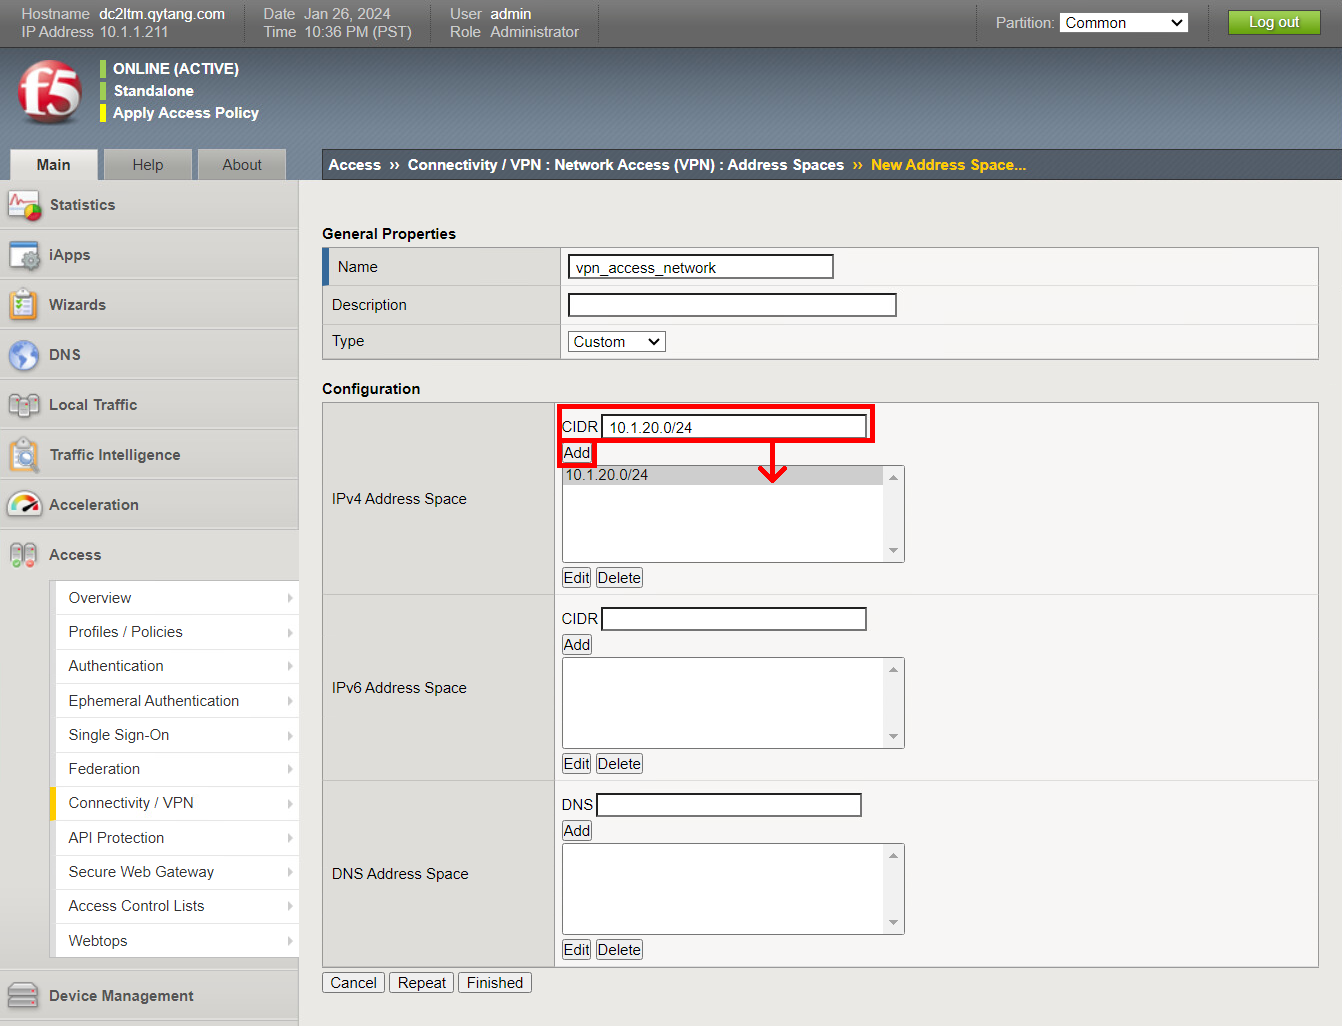 Hostname dc2ltm.qytang.com
IP Address 10.1.1.211
Date Jan 26, 2024
Time 10:36 PM (PST)
User admin
Role Administrator
Partition: Common
Log out
f5
ONLINE (ACTIVE)
Standalone
Apply Access Policy
Main
Help
About
Access ›› Connectivity / VPN : Network Access (VPN) : Address Spaces ›› New Address Space...
Statistics
iApps
Wizards
DNS
Local Traffic
Traffic Intelligence
Acceleration
Access
Overview
Profiles / Policies
Authentication
Ephemeral Authentication
Single Sign-On
Federation
Connectivity / VPN
API Protection
Secure Web Gateway
Access Control Lists
Webtops
Device Management
General Properties
Name vpn_access_network
Description
Type Custom
Configuration
IPv4 Address Space
CIDR 10.1.20.0/24
Add
10.1.20.0/24
Edit Delete
IPv6 Address Space
CIDR
Add
Edit Delete
DNS Address Space
DNS
Add
Edit Delete
Cancel Repeat Finished